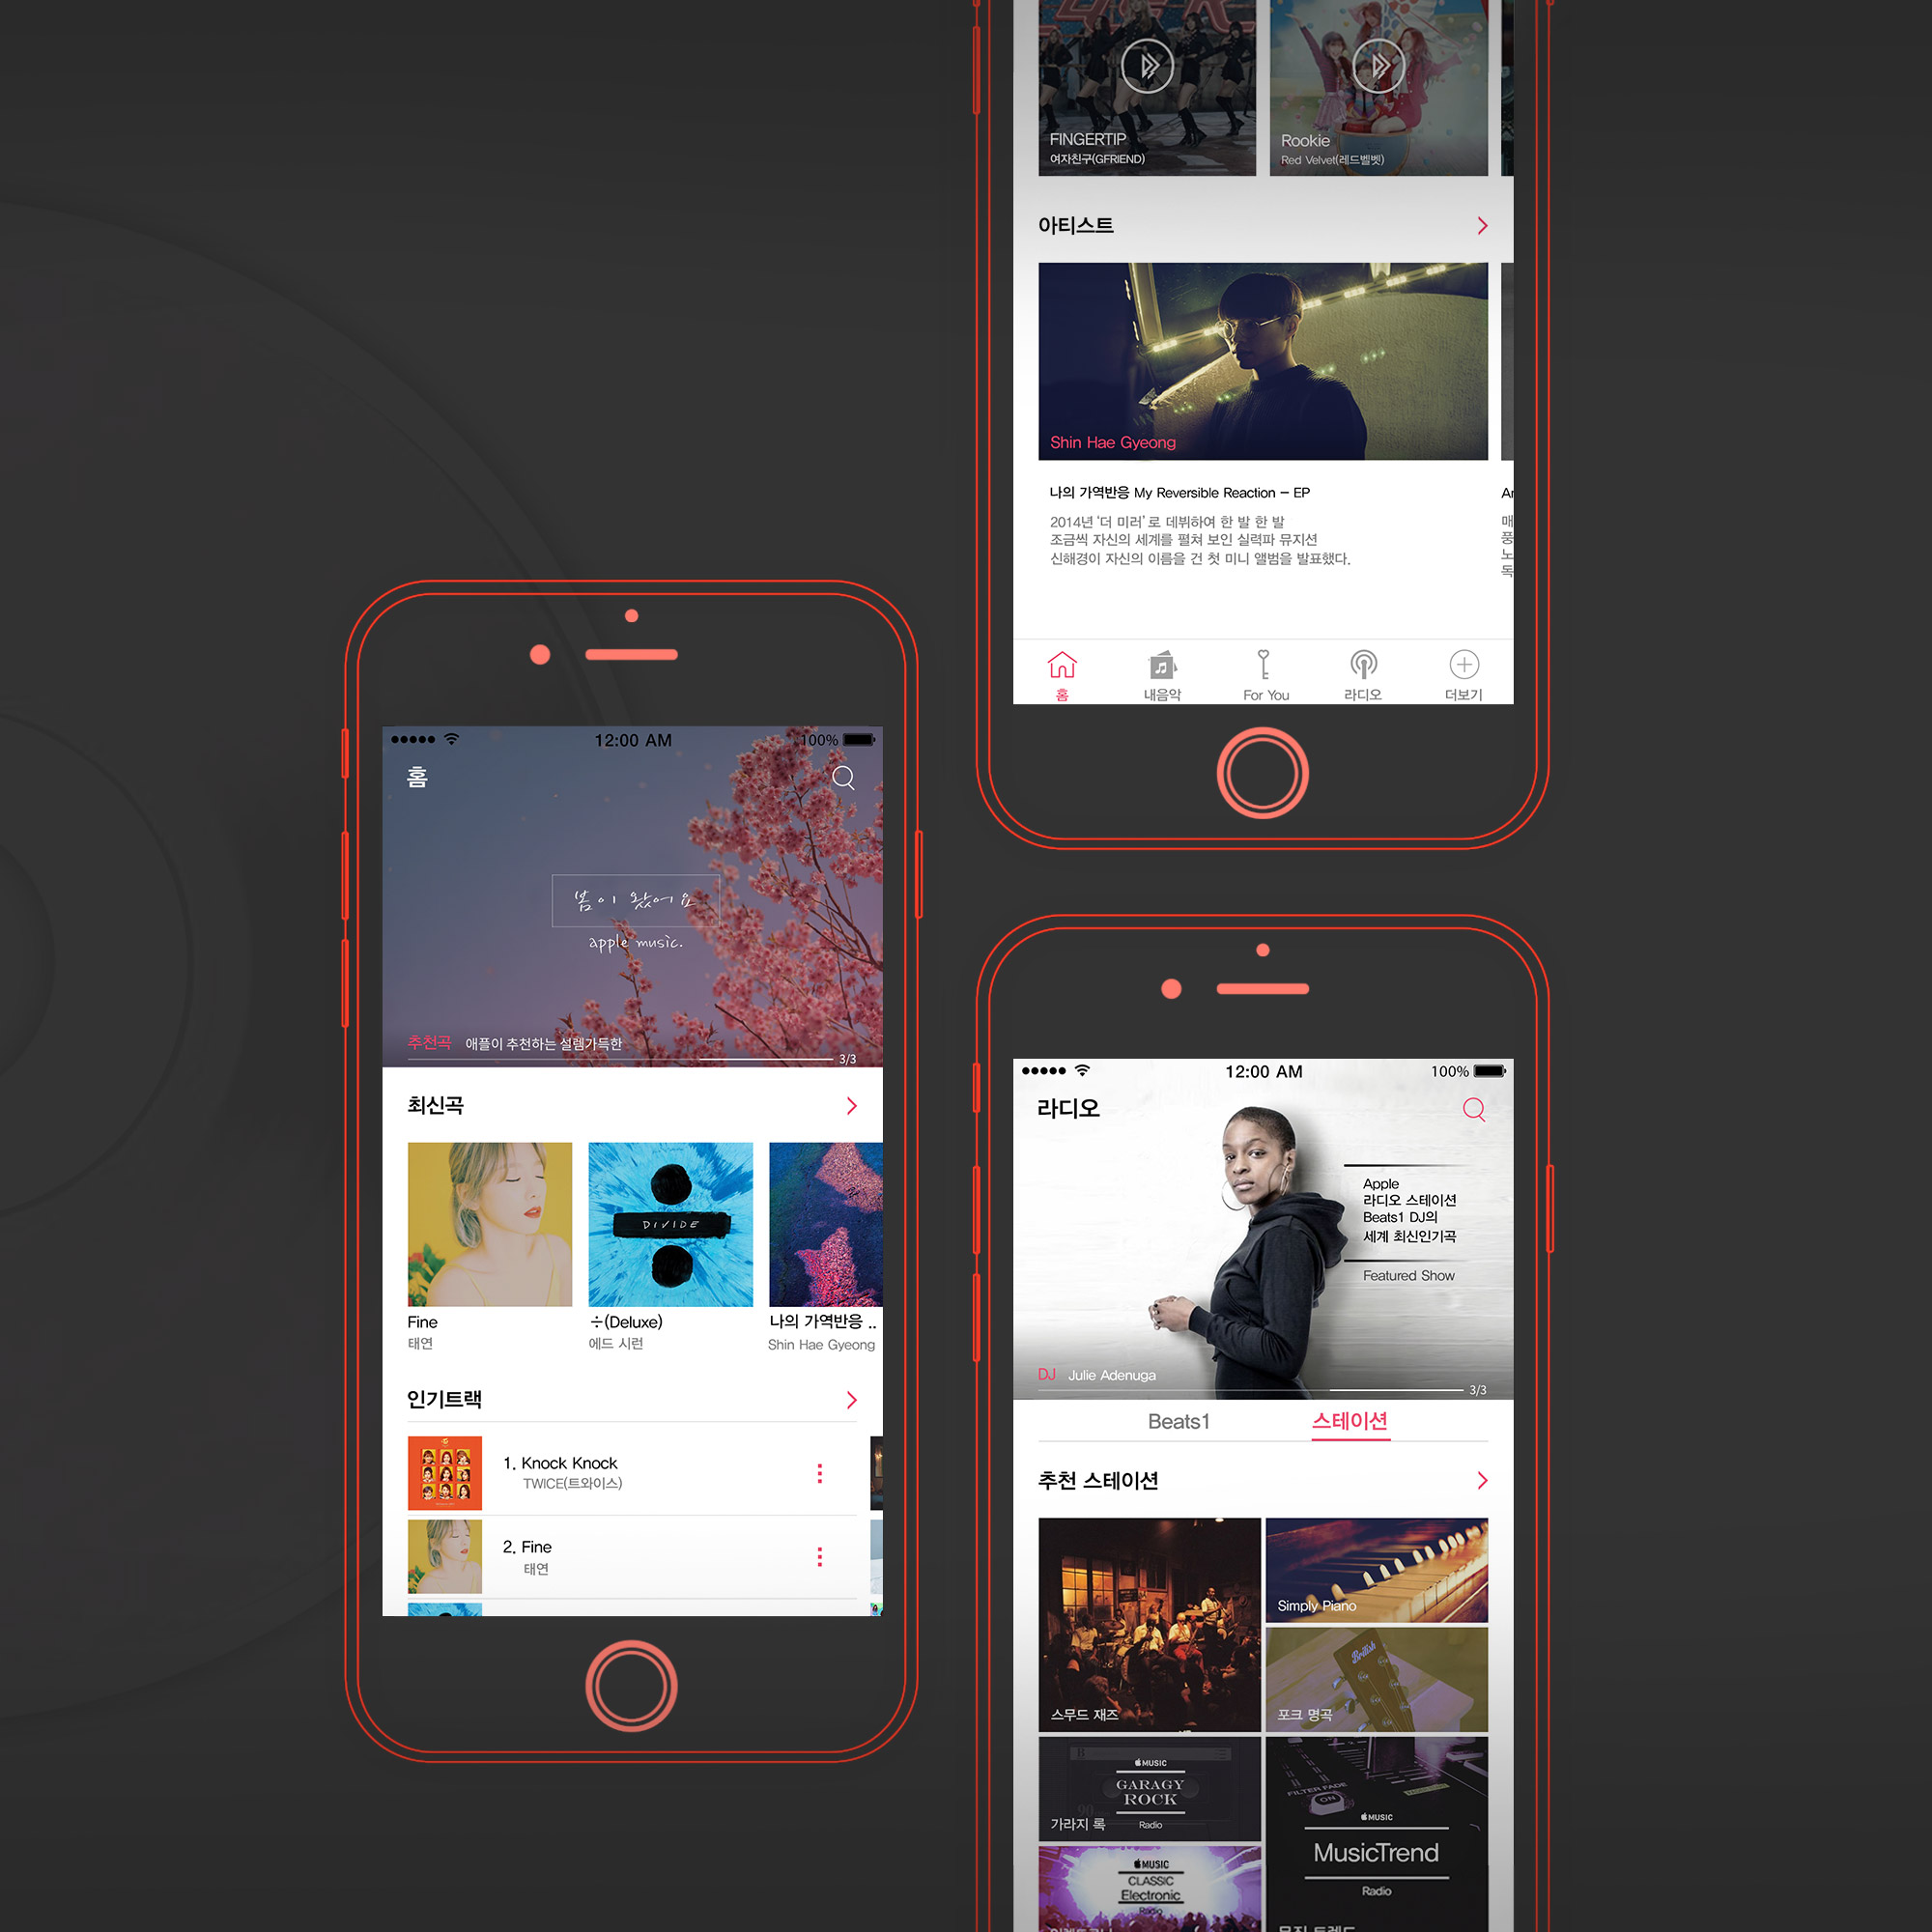 FINGERTIP
여자친구(GFRIEND)
Rookie
Red Velvet(레드벨벳)
아티스트
Shin Hae Gyeong
나의 가역반응 My Reversible Reaction – EP
2014년 ‘더 미러’ 로 데뷔하여 한 발 한 발
조금씩 자신의 세계를 펼쳐 보인 실력파 뮤지션
신해경이 자신의 이름을 건 첫 미니 앨범을 발표했다.
매
풍
노
독
홈
내음악
For You
라디오
더보기
12:00 AM
100%
홈
봄이 왔어요
apple music.
추천곡 애플이 추천하는 설렘가득한
3/3
최신곡
DIVIDE
Fine
태연
÷(Deluxe)
에드 시런
나의 가역반응 ..
Shin Hae Gyeong
인기트랙
1. Knock Knock
TWICE(트와이스)
2. Fine
태연
12:00 AM
100%
라디오
Apple
라디오 스테이션
Beats1 DJ의
세계 최신인기곡
Featured Show
DJ Julie Adenuga
3/3
Beats1
스테이션
추천 스테이션
스무드 재즈
Simply Piano
British
포크 명곡
MUSIC
GARAGY
ROCK
Radio
가라지 록
FILTER FADE
ON
MUSIC
MusicTrend
Radio
MUSIC
CLASSIC
Electronic
Radio